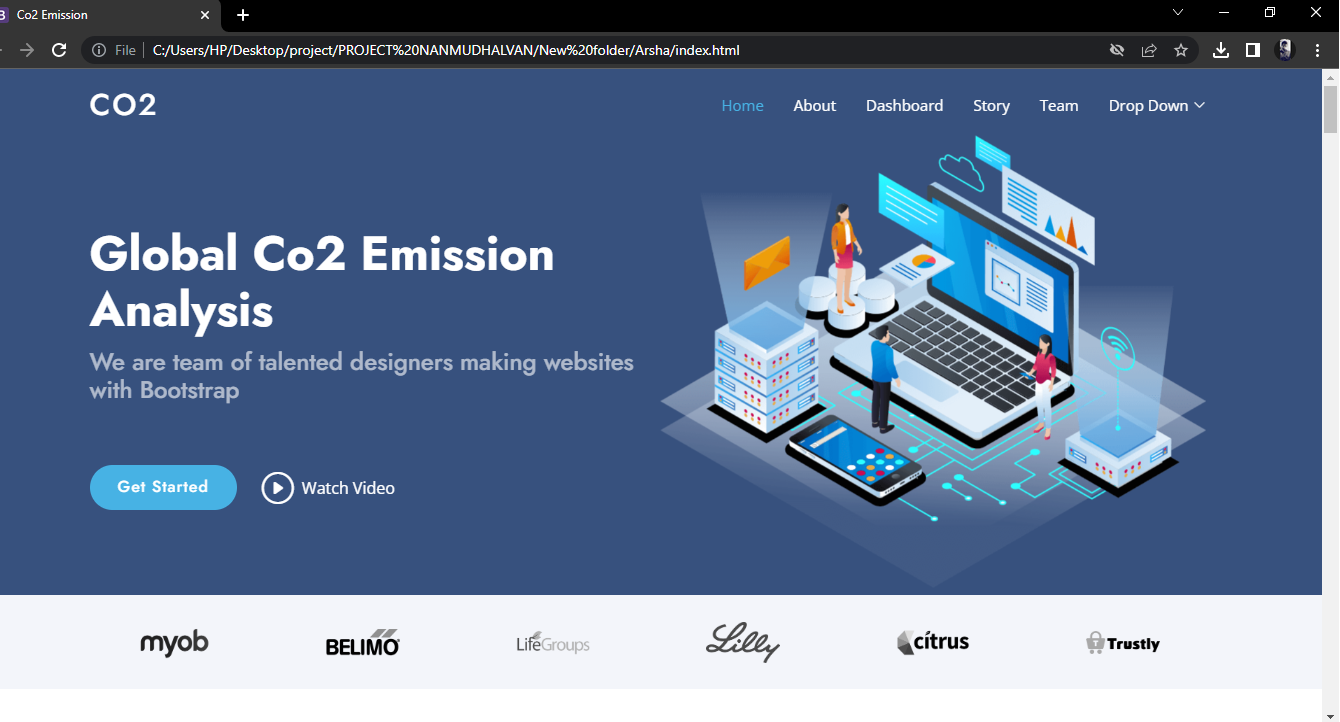 Co2 Emission
File
C:/Users/HP/Desktop/project/PROJECT%20NANMUDHALVAN/New%20folder/Arsha/index.html
CO2
Home
About
Dashboard
Story
Team
Drop Down
Global Co2 Emission
Analysis
We are team of talented designers making websites
with Bootstrap
Get Started
Watch Video
myob
BELIMO
LifeGroups
Lilly
citrus
Trustly